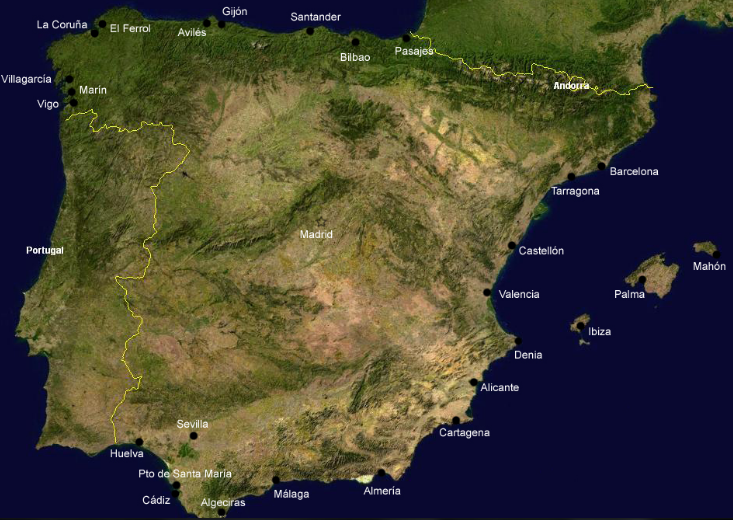 Gijón
Santander
La Coruña
El Ferrol
Avilés
Bilbao
Pasajes
Villagarcía
Andorra
Marín
Vigo
Barcelona
Tarragona
Madrid
Portugal
Castellón
Mahón
Valencia
Palma
Ibiza
Denia
Alicante
Sevilla
Cartagena
Huelva
Pto de Santa María
Cádiz
Algeciras
Málaga
Almería